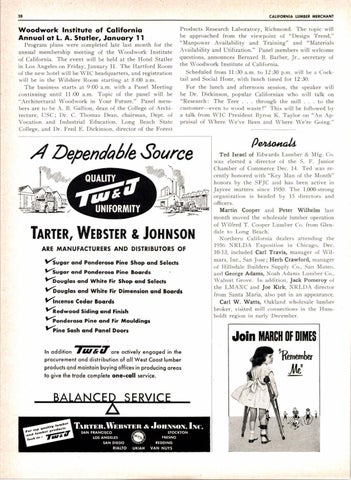 28
CALIFORNIA LUMBER MERCHANT
Woodwork Institute of California
Annual at L. A. Statler, January 11
Program plans were completed late last month for the
annual membership meeting of the Woodwork Institute
of California. The event will be held at the Hotel Statler
in Los Angeles on Friday, January 11. The Hartford Room
of the new hotel will be WIC headquarters, and registration
will be in the Wilshire Room starting at 8:00 a.m.
The business starts at 9:00 a.m. with a Panel Meeting
continuing until 11:00 a.m. Topic of the panel will be
"Architectural Woodwork in Your Future." Panel mem-
bers are to be A. B. Gallion, dean of the College of Archi-
tecture, USC; Dr. C. Thomas Dean, chairman, Dept. of
Vocation and Industrial Education, Long Beach State
College, and Dr. Fred E. Dickinson, director of the Forest
Products Research Laboratory, Richmond. The topic will
be approached from the viewpoint of "Design Trend,"
"Manpower Availability and Training" and "Materials
Availability and Utilization." Panel members will welcome
questions, announces Bernard B. Barber, Jr., secretary of
the Woodwork Institute of California.
Scheduled from 11:30 a.m. to 12:30 p.m. will be a Cock-
tail and Social Hour, with lunch timed for 12:30.
For the lunch and afternoon session, the speaker will
be Dr. Dickinson, popular Californian who will talk on
"Research: The Tree . . . through the mill . . . to the
customer—even to wood waste!" This will be followed by
a talk from WIC President Byron K. Taylor on "An Ap-
praisal of Where We've Been and Where We're Going."
A Dependable Source
QUALITY
TW&J
UNIFORMITY
TARTER, WEBSTER & JOHNSON
ARE MANUFACTURERS AND DISTRIBUTORS OF
Sugar and Ponderosa Pine Shop and Selects
Sugar and Ponderosa Pine Boards
Douglas and White Fir Shop and Selects
Douglas and White Fir Dimension and Boards
Incense Cedar Boards
Redwood Siding and Finish
Ponderosa Pine and Fir Mouldings
Pine Sash and Panel Doors
In addition TW&J are actively engaged in the
procurement and distribution of all West Coast lumber
products and maintain buying offices in producing areas
to give the trade complete one-call service.
BALANCED SERVICE
For top quality lumber
and lumber products
look to - TW&J
TARTER, WEBSTER & JOHNSON, INC.
SAN FRANCISCO STOCKTON
LOS ANGELES FRESNO
SAN DIEGO REDDING
RIALTO UKIAH VAN NUYS
Personals
Ted Israel of Edwards Lumber & Mfg. Co.
was elected a director of the S. F. Junior
Chamber of Commerce Dec. 14. Ted was re-
cently honored with "Key Man of the Month"
honors by the SFJC and has been active in
Jaycee matters since 1950. The 1,000-strong
organization is headed by 15 directors and
officers.
Martin Cooper and Peter Wilhelm last
month moved the wholesale lumber operation
of Wilfred T. Cooper Lumber Co. from Glen-
dale to Long Beach.
Northern California dealers attending the
1956 NRLDA Exposition in Chicago, Dec.
10-13, included Carl Travis, manager of Wil-
mars, Inc., San Jose; Herb Crawford, manager
of Hillsdale Builders Supply Co., San Mateo,
and George Adams, Noah Adams Lumber Co.,
Walnut Grove. In addition, Jack Pomeroy of
the LMANC and Joe Kirk, NRLDA director
from Santa Maria, also put in an appearance.
Carl W. Watts, Oakland wholesale lumber
broker, visited mill connections in the Hum-
boldt region in early December.
Join MARCH OF DIMES
"Remember
Me"